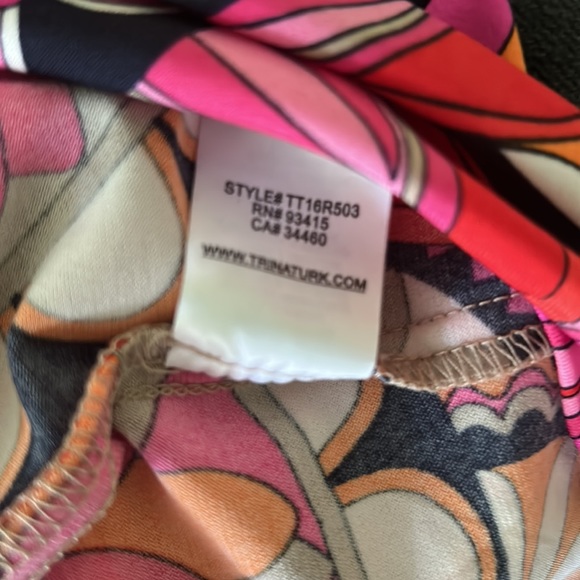 STYLE# TT16R503
RN# 93415
CA# 34460
WWW.TRINATURK.COM